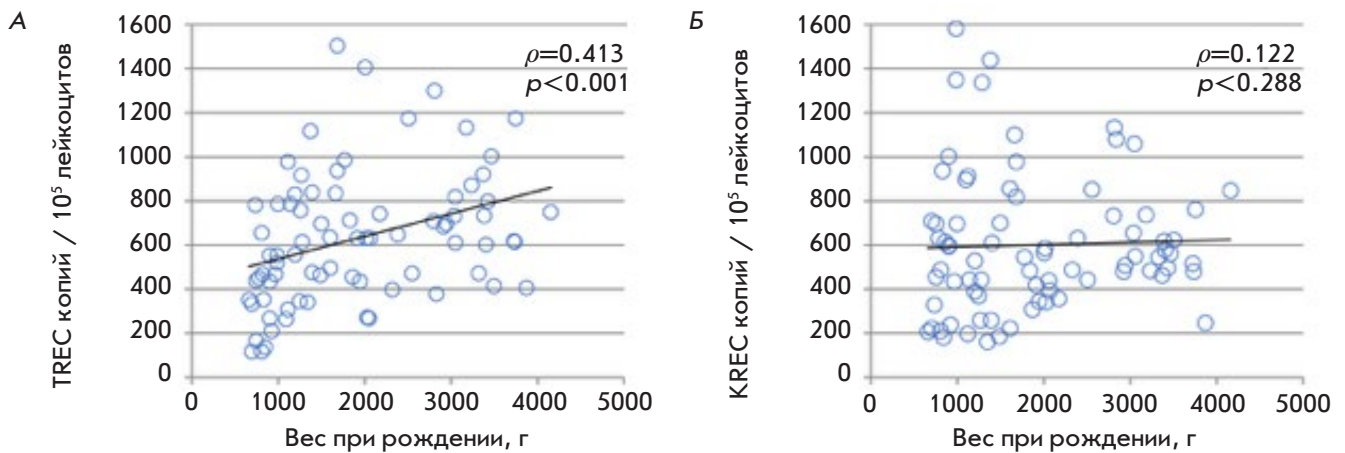 А
TREC копий / 10⁵ лейкоцитов
1600
1400
1200
1000
800
600
400
200
0
ρ=0.413
p<0.001
0 1000 2000 3000 4000 5000
Вес при рождении, г
Б
KREC копий / 10⁵ лейкоцитов
1600
1400
1200
1000
800
600
400
200
0
ρ=0.122
p<0.288
0 1000 2000 3000 4000 5000
Вес при рождении, г